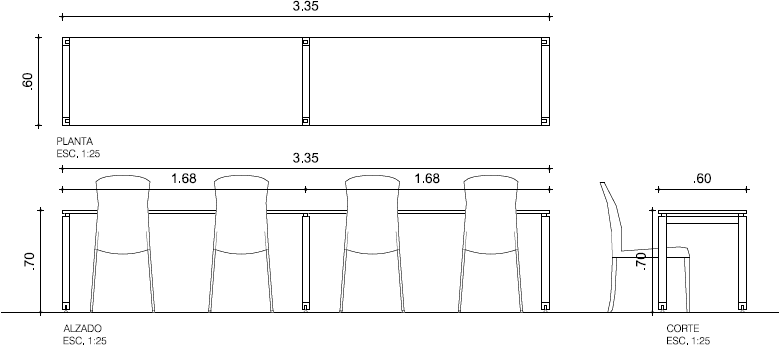 3.35
.60
PLANTA
ESC, 1:25
3.35
1.68 1.68 .60
.70 .70
ALZADO
ESC, 1:25
CORTE
ESC, 1:25